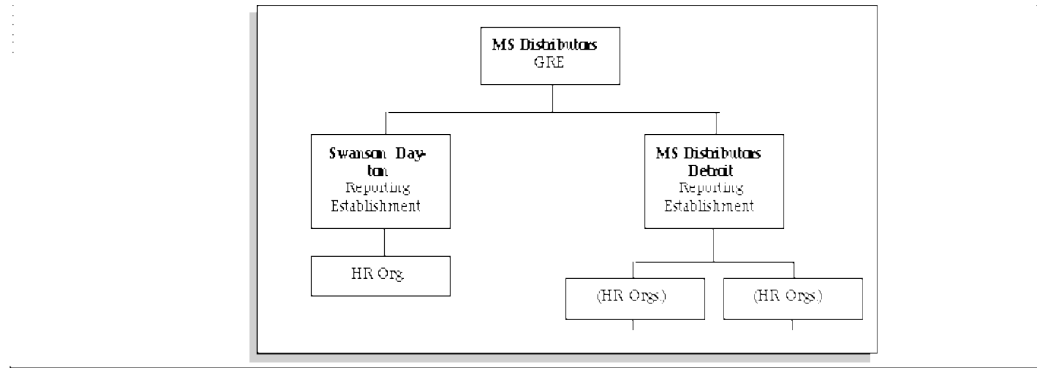 MS Distributors
GRE
Swanson Day-
ton
Reporting
Establishment
MS Distributors
Detroit
Reporting
Establishment
HR Org.
(HR Orgs.)
(HR Orgs.)